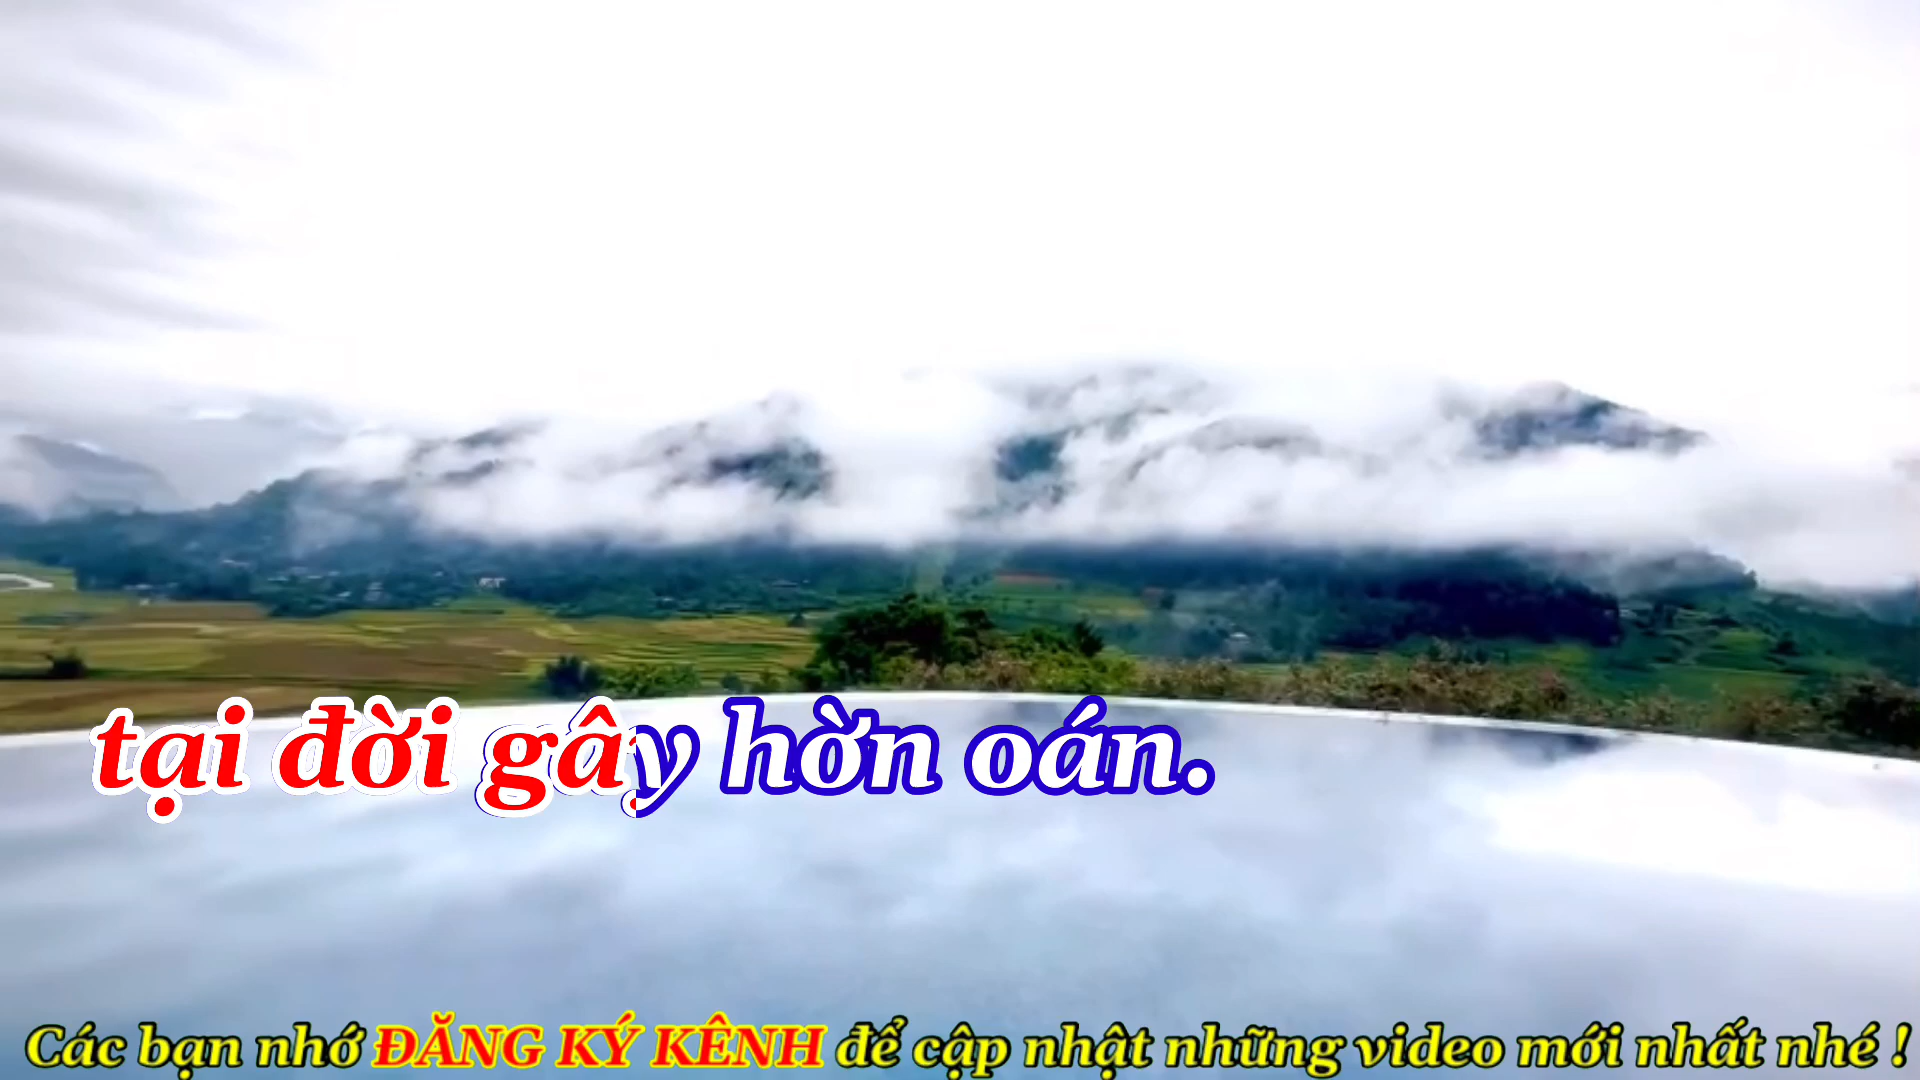 tại đời gây hờn oán.
Các bạn nhớ ĐĂNG KÝ KÊNH để cập nhật những video mới nhất nhé !